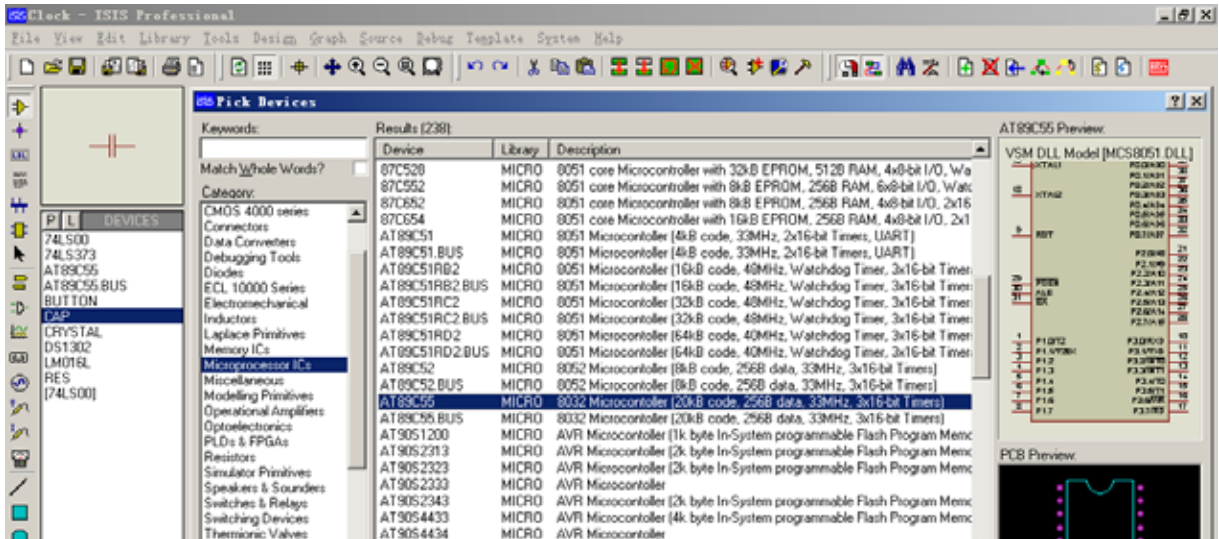 Clock - ISIS Professional
File View Edit Library Tools Design Graph Source Debug Template System Help
Pick Devices
Keywords:
Match Whole Words?
Category:
CMOS 4000 series
Connectors
Data Converters
Debugging Tools
Diodes
ECL 10000 Series
Electromechanical
Inductors
Laplace Primitives
Memory ICs
Microprocessor ICs
Miscellaneous
Modelling Primitives
Operational Amplifiers
Optoelectronics
PLDs & FPGAs
Resistors
Simulator Primitives
Speakers & Sounders
Switches & Relays
Switching Devices
Thermionic Valves
P L DEVICES
74LS00
74LS373
AT89C55
AT89C55.BUS
BUTTON
CAP
CRYSTAL
DS1302
LM016L
RES
[74LS00]
Results (238):
Device Library Description
87C528 MICRO 8051 core Microcontroller with 32kB EPROM, 512B RAM, 4x8-bit I/O, Wa
87C552 MICRO 8051 core Microcontroller with 8kB EPROM, 256B RAM, 6x8-bit I/O, Watc
87C652 MICRO 8051 core Microcontroller with 8kB EPROM, 256B RAM, 4x8-bit I/O, 2x16
87C654 MICRO 8051 core Microcontroller with 16kB EPROM, 256B RAM, 4x8-bit I/O, 2x1
AT89C51 MICRO 8051 Microcontoller (4kB code, 33MHz, 2x16-bit Timers, UART)
AT89C51.BUS MICRO 8051 Microcontoller (4kB code, 33MHz, 2x16-bit Timers, UART)
AT89C51RB2 MICRO 8051 Microcontoller (16kB code, 48MHz, Watchdog Timer, 3x16-bit Timer
AT89C51RB2.BUS MICRO 8051 Microcontoller (16kB code, 48MHz, Watchdog Timer, 3x16-bit Timer
AT89C51RC2 MICRO 8051 Microcontoller (32kB code, 48MHz, Watchdog Timer, 3x16-bit Timer
AT89C51RC2.BUS MICRO 8051 Microcontoller (32kB code, 48MHz, Watchdog Timer, 3x16-bit Timer
AT89C51RD2 MICRO 8051 Microcontoller (64kB code, 40MHz, Watchdog Timer, 3x16-bit Timer
AT89C51RD2.BUS MICRO 8051 Microcontoller (64kB code, 40MHz, Watchdog Timer, 3x16-bit Timer
AT89C52 MICRO 8052 Microcontoller (8kB code, 256B data, 33MHz, 3x16-bit Timers)
AT89C52.BUS MICRO 8052 Microcontoller (8kB code, 256B data, 33MHz, 3x16-bit Timers)
AT89C55 MICRO 8032 Microcontoller (20kB code, 256B data, 33MHz, 3x16-bit Timers)
AT89C55.BUS MICRO 8032 Microcontoller (20kB code, 256B data, 33MHz, 3x16-bit Timers)
AT90S1200 MICRO AVR Microcontoller (1k byte In-System programmable Flash Program Memo
AT90S2313 MICRO AVR Microcontoller (2k byte In-System programmable Flash Program Memo
AT90S2323 MICRO AVR Microcontoller (2k byte In-System programmable Flash Program Memo
AT90S2333 MICRO AVR Microcontoller
AT90S2343 MICRO AVR Microcontoller (2k byte In-System programmable Flash Program Memo
AT90S4433 MICRO AVR Microcontoller (4k byte In-System programmable Flash Program Memo
AT90S4434 MICRO AVR Microcontoller
AT89C55 Preview:
VSM DLL Model [MCS8051.DLL]
XTAL1
XTAL2
RST
PCB Preview: